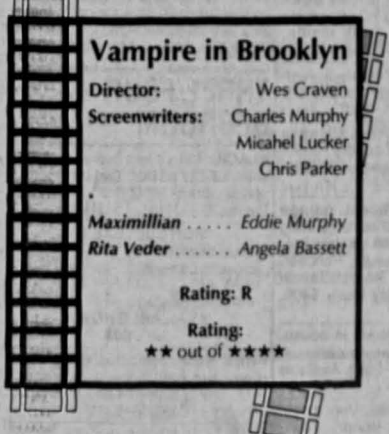 Vampire in Brooklyn
Director: Wes Craven
Screenwriters: Charles Murphy
Micahel Lucker
Chris Parker
Maximillian ..... Eddie Murphy
Rita Veder ...... Angela Bassett
Rating: R
Rating:
★★ out of ★★★★